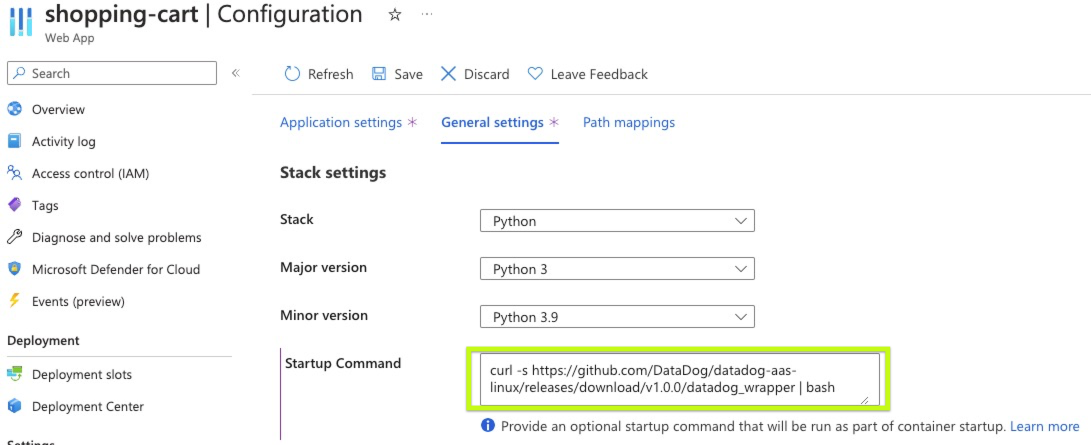 shopping-cart | Configuration ☆ ···
Web App
Search «
Refresh Save Discard Leave Feedback
Overview
Activity log
Access control (IAM)
Tags
Diagnose and solve problems
Microsoft Defender for Cloud
Events (preview)
Deployment
Deployment slots
Deployment Center
Settings
Application settings * General settings * Path mappings
Stack settings
Stack Python
Major version Python 3
Minor version Python 3.9
Startup Command
curl -s https://github.com/DataDog/datadog-aas-
linux/releases/download/v1.0.0/datadog_wrapper | bash
Provide an optional startup command that will be run as part of container startup. Learn more